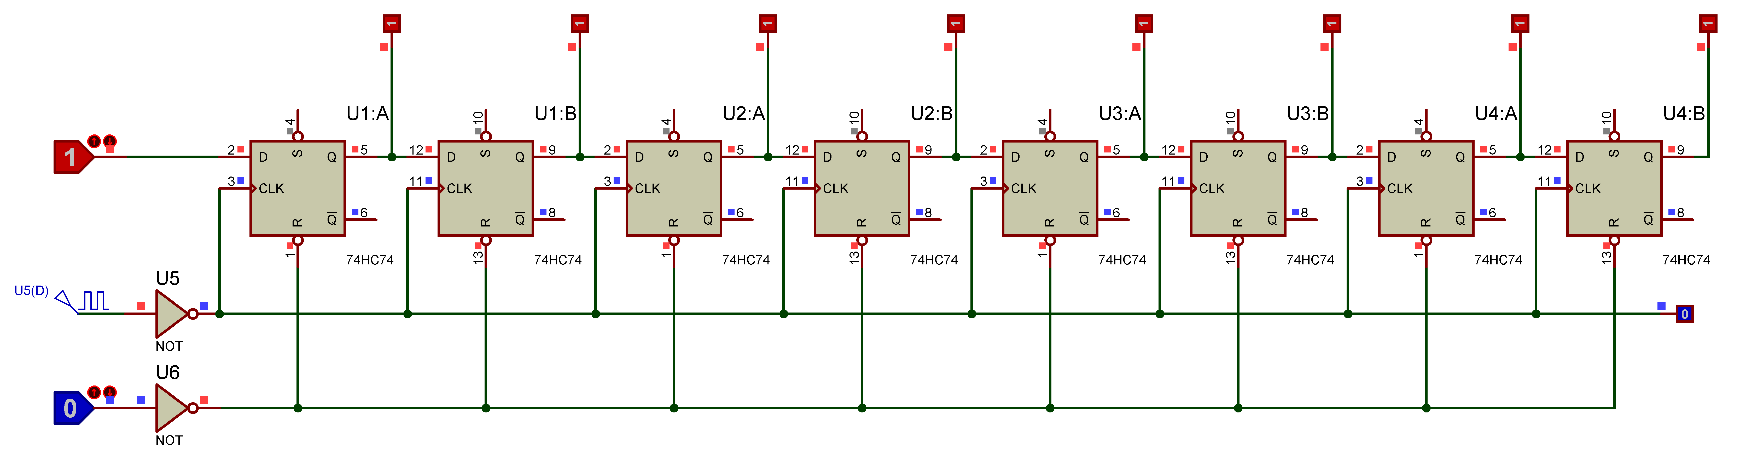 1 1 1 1 1 1 1 1
U1:A U1:B U2:A U2:B U3:A U3:B U4:A U4:B
4 10 4 10 4 10 4 10
1
2 D S Q 5 12 D S Q 9 2 D S Q 5 12 D S Q 9 2 D S Q 5 12 D S Q 9 2 D S Q 5 12 D S Q 9
3 CLK 11 CLK 3 CLK 11 CLK 3 CLK 11 CLK 3 CLK 11 CLK
R Q 6 R Q 8 R Q 6 R Q 8 R Q 6 R Q 8 R Q 6 R Q 8
1 13 1 13 1 13 1 13
74HC74 74HC74 74HC74 74HC74 74HC74 74HC74 74HC74 74HC74
U5
U5(D)
0
NOT
U6
0
NOT